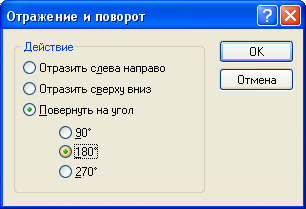 Отражение и поворот
Действие
Отразить слева направо
Отразить сверху вниз
Повернуть на угол
90°
180°
270°
OK
Отмена